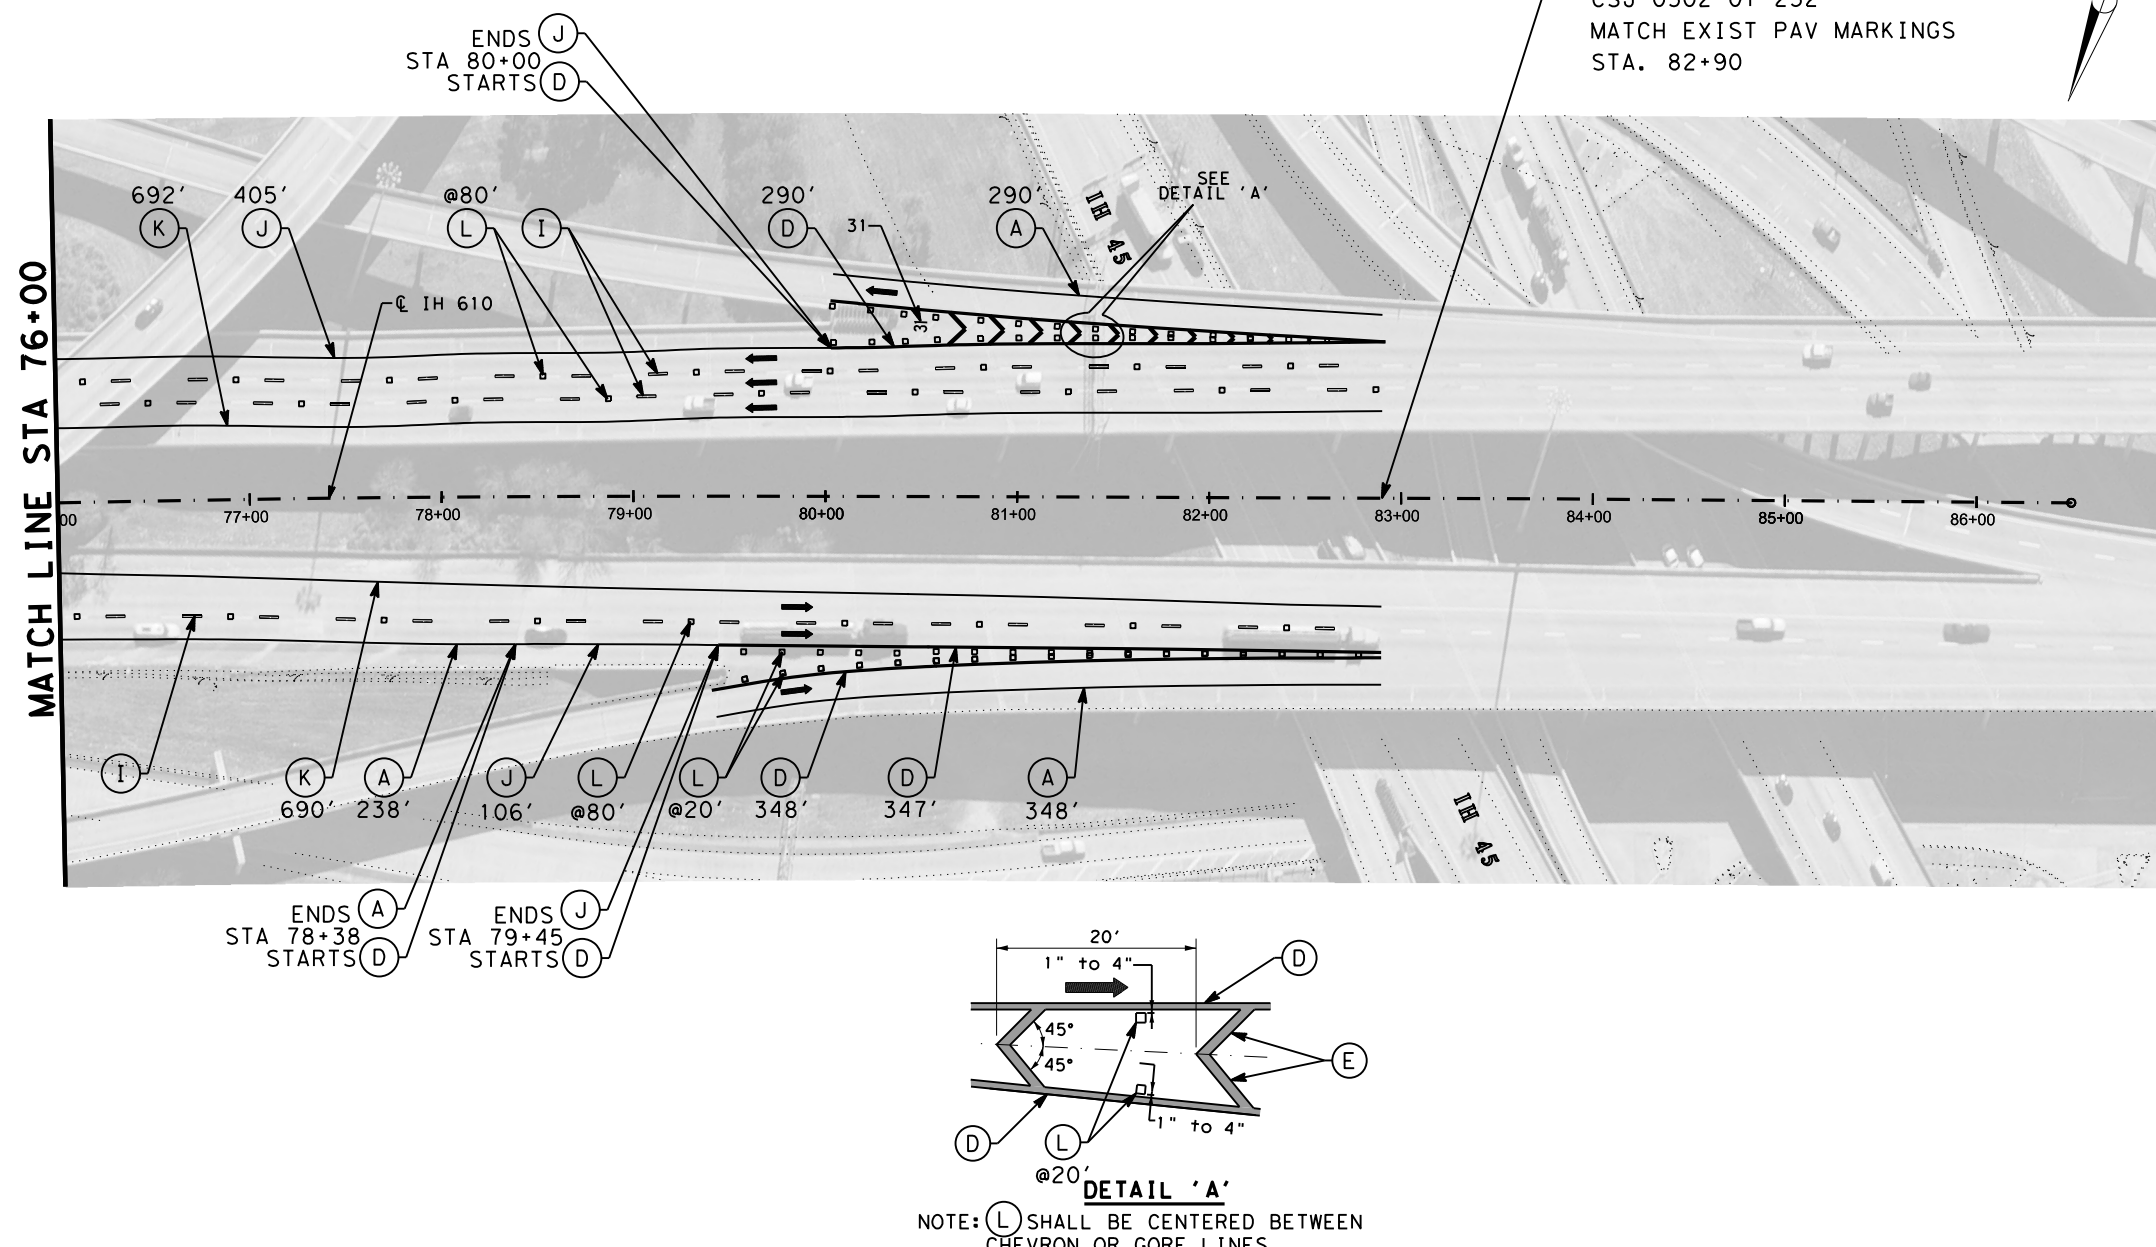 ENDS J
STA 80+00
STARTS D
MATCH EXIST PAV MARKINGS
STA. 82+90
MATCH LINE STA 76+00
692' 405' @80' 290' 290' SEE
DETAIL 'A'
K J L I D 31 A
IH 45
31
℄ IH 610
00 77+00 78+00 79+00 80+00 81+00 82+00 83+00 84+00 85+00 86+00
I K A J L L D D A
690' 238' 106' @80' @20' 348' 347' 348'
IH 45
ENDS A
STA 78+38
STARTS D
ENDS J
STA 79+45
STARTS D
20'
1" to 4"
D
45°
45°
E
1" to 4"
D L
@20'
DETAIL 'A'
NOTE: L SHALL BE CENTERED BETWEEN
CHEVRON OR GORE LINES